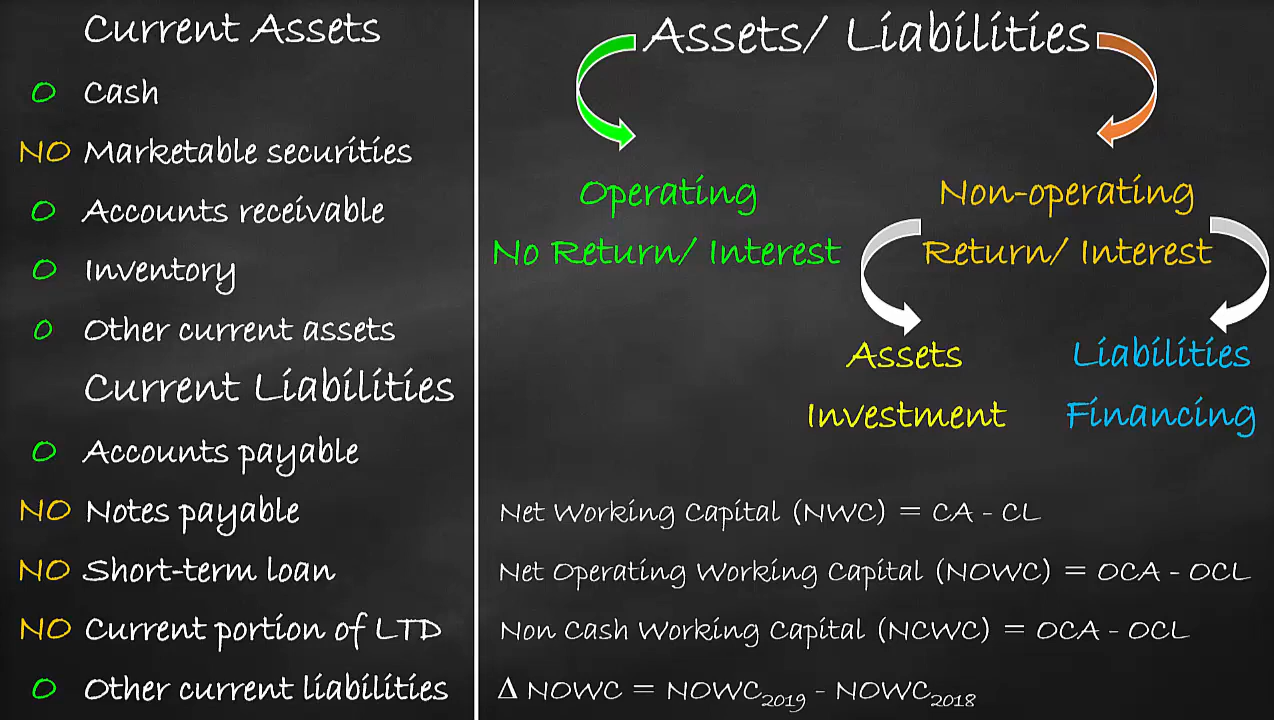 Current Assets
O Cash
NO Marketable securities
O Accounts receivable
O Inventory
O Other current assets
Current Liabilities
O Accounts payable
NO Notes payable
NO Short-term loan
NO Current portion of LTD
O Other current liabilities
Assets/ Liabilities
Operating
No Return/ Interest
Non-operating
Return/ Interest
Assets
Investment
Liabilities
Financing
Net Working Capital (NWC) = CA - CL
Net Operating Working Capital (NOWC) = OCA - OCL
Non Cash Working Capital (NCWC) = OCA - OCL
Δ NOWC = NOWC₂₀₁₉ - NOWC₂₀₁₈